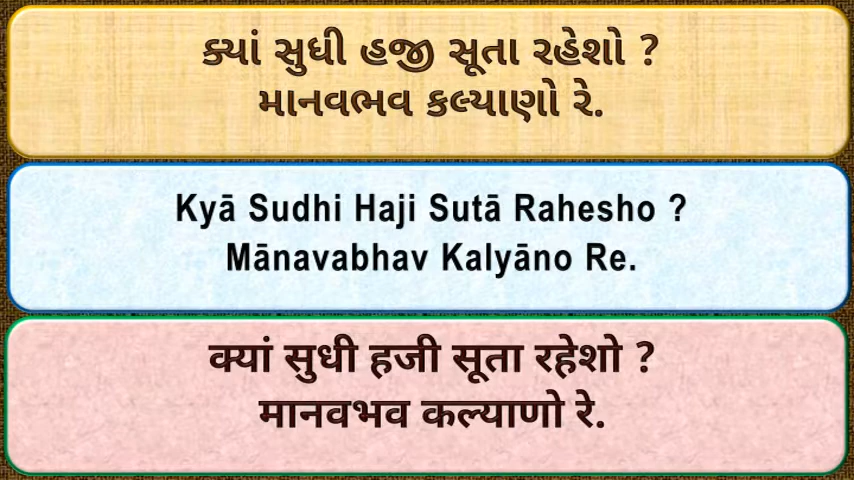 ક્યાં સુધી હજી સૂતા રહેશો ?
માનવભવ કલ્યાણો રે.
Kyā Sudhi Haji Sutā Rahesho ?
Mānavabhav Kalyāno Re.
क्यां सुधी हजी सूता रहेशो ?
मानवभव कल्याणो रे.